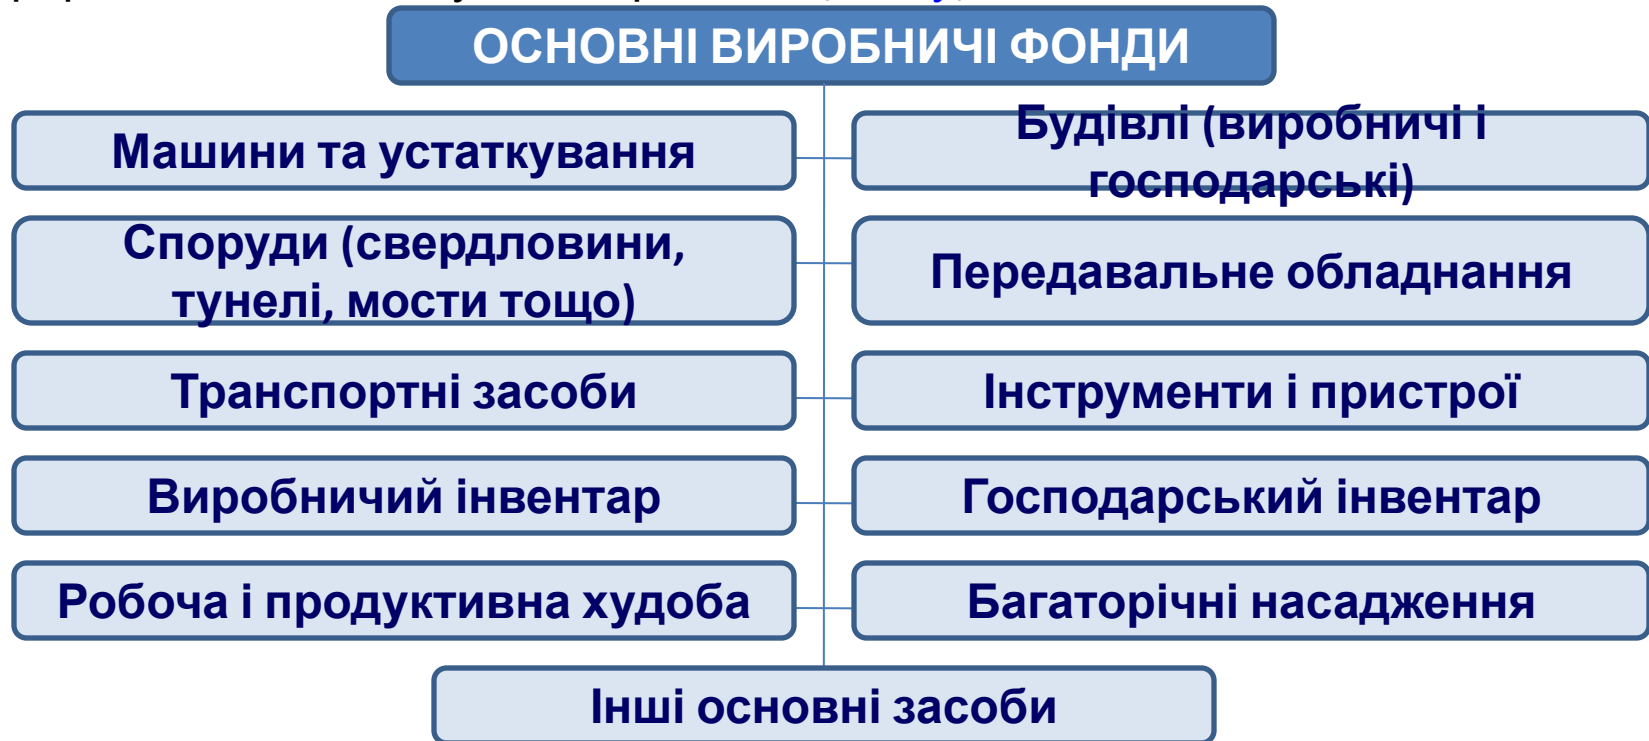 ОСНОВНІ ВИРОБНИЧІ ФОНДИ
Машини та устаткування
Будівлі (виробничі і
господарські)
Споруди (свердловини,
тунелі, мости тощо)
Передавальне обладнання
Транспортні засоби
Інструменти і пристрої
Виробничий інвентар
Господарський інвентар
Робоча і продуктивна худоба
Багаторічні насадження
Інші основні засоби